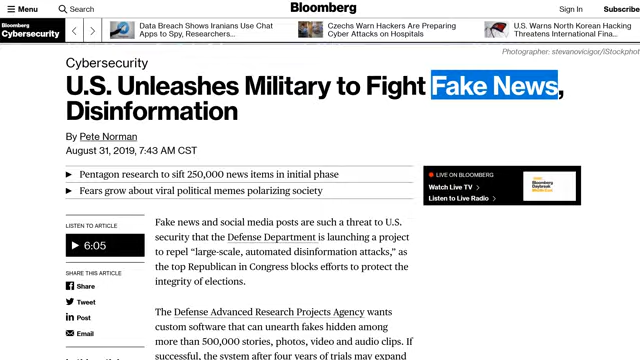 Menu
Search
Bloomberg
Sign In
Subscribe
Bloomberg
Cybersecurity
Data Breach Shows Iranians Use Chat
Apps to Spy, Researchers...
Czechs Warn Hackers Are Preparing
Cyber Attacks on Hospitals
U.S. Warns North Korean Hacking
Threatens International Fina...
Photographer: stevanovicigor/iStockphot
Cybersecurity
U.S. Unleashes Military to Fight Fake News,
Disinformation
By Pete Norman
August 31, 2019, 7:43 AM CST
Pentagon research to sift 250,000 news items in initial phase
Fears grow about viral political memes polarizing society
LIVE ON BLOOMBERG
Watch Live TV
Listen to Live Radio
Bloomberg
Daybreak
Middle East
LISTEN TO ARTICLE
6:05
SHARE THIS ARTICLE
Share
Tweet
Post
Email
Fake news and social media posts are such a threat to U.S.
security that the Defense Department is launching a project
to repel “large-scale, automated disinformation attacks,” as
the top Republican in Congress blocks efforts to protect the
integrity of elections.
The Defense Advanced Research Projects Agency wants
custom software that can unearth fakes hidden among
more than 500,000 stories, photos, video and audio clips. If
successful, the system after four years of trials may expand